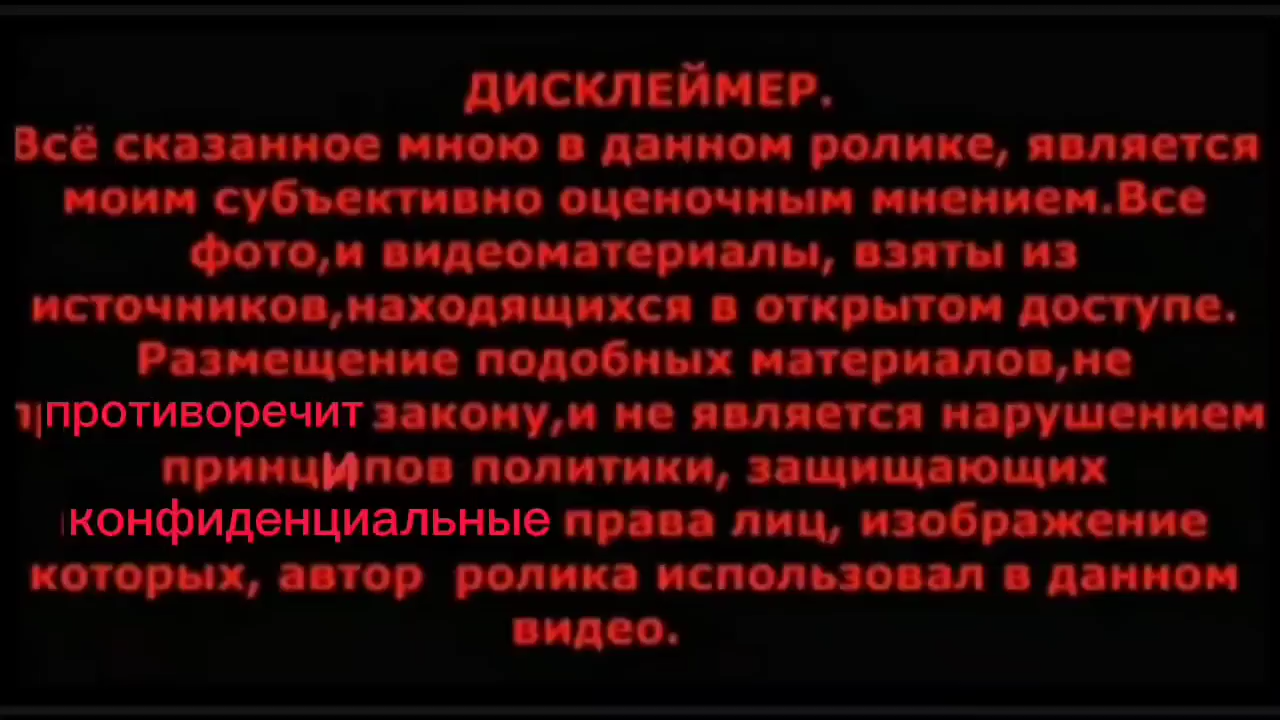 ДИСКЛЕЙМЕР.
Всё сказанное мною в данном ролике, является
моим субъективно оценочным мнением.Все
фото,и видеоматериалы, взяты из
источников,находящихся в открытом доступе.
Размещение подобных материалов,не
противоречит закону,и не является нарушением
принципов политики, защищающих
конфиденциальные права лиц, изображение
которых, автор ролика использовал в данном
видео.